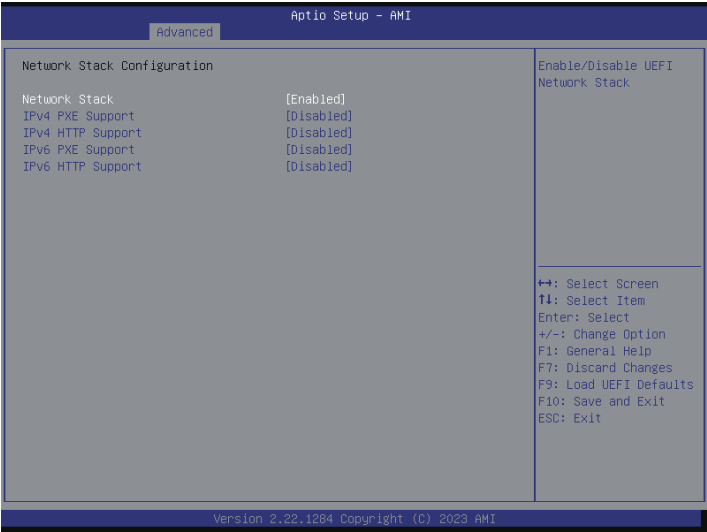 Aptio Setup - AMI
Advanced
Network Stack Configuration
Network Stack [Enabled]
IPv4 PXE Support [Disabled]
IPv4 HTTP Support [Disabled]
IPv6 PXE Support [Disabled]
IPv6 HTTP Support [Disabled]
Enable/Disable UEFI
Network Stack
↔: Select Screen
↑↓: Select Item
Enter: Select
+/-: Change Option
F1: General Help
F7: Discard Changes
F9: Load UEFI Defaults
F10: Save and Exit
ESC: Exit
Version 2.22.1284 Copyright (C) 2023 AMI